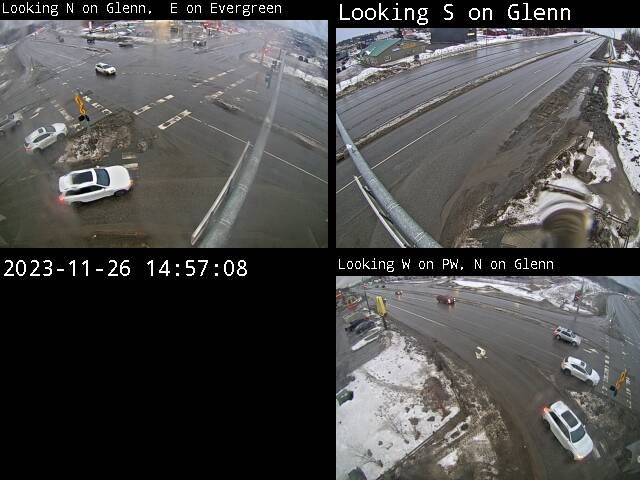 Looking N on Glenn, E on Evergreen
Looking S on Glenn
2023-11-26 14:57:08
Looking W on PW, N on Glenn